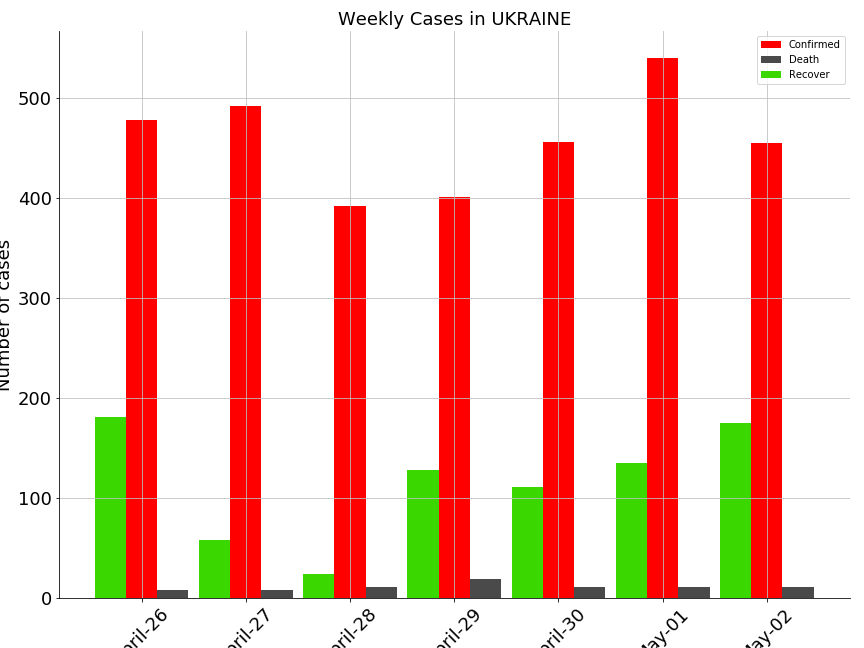 Weekly Cases in UKRAINE
Confirmed
Death
Recover
Number of cases
500
400
300
200
100
0
pril-26
pril-27
pril-28
pril-29
pril-30
May-01
May-02